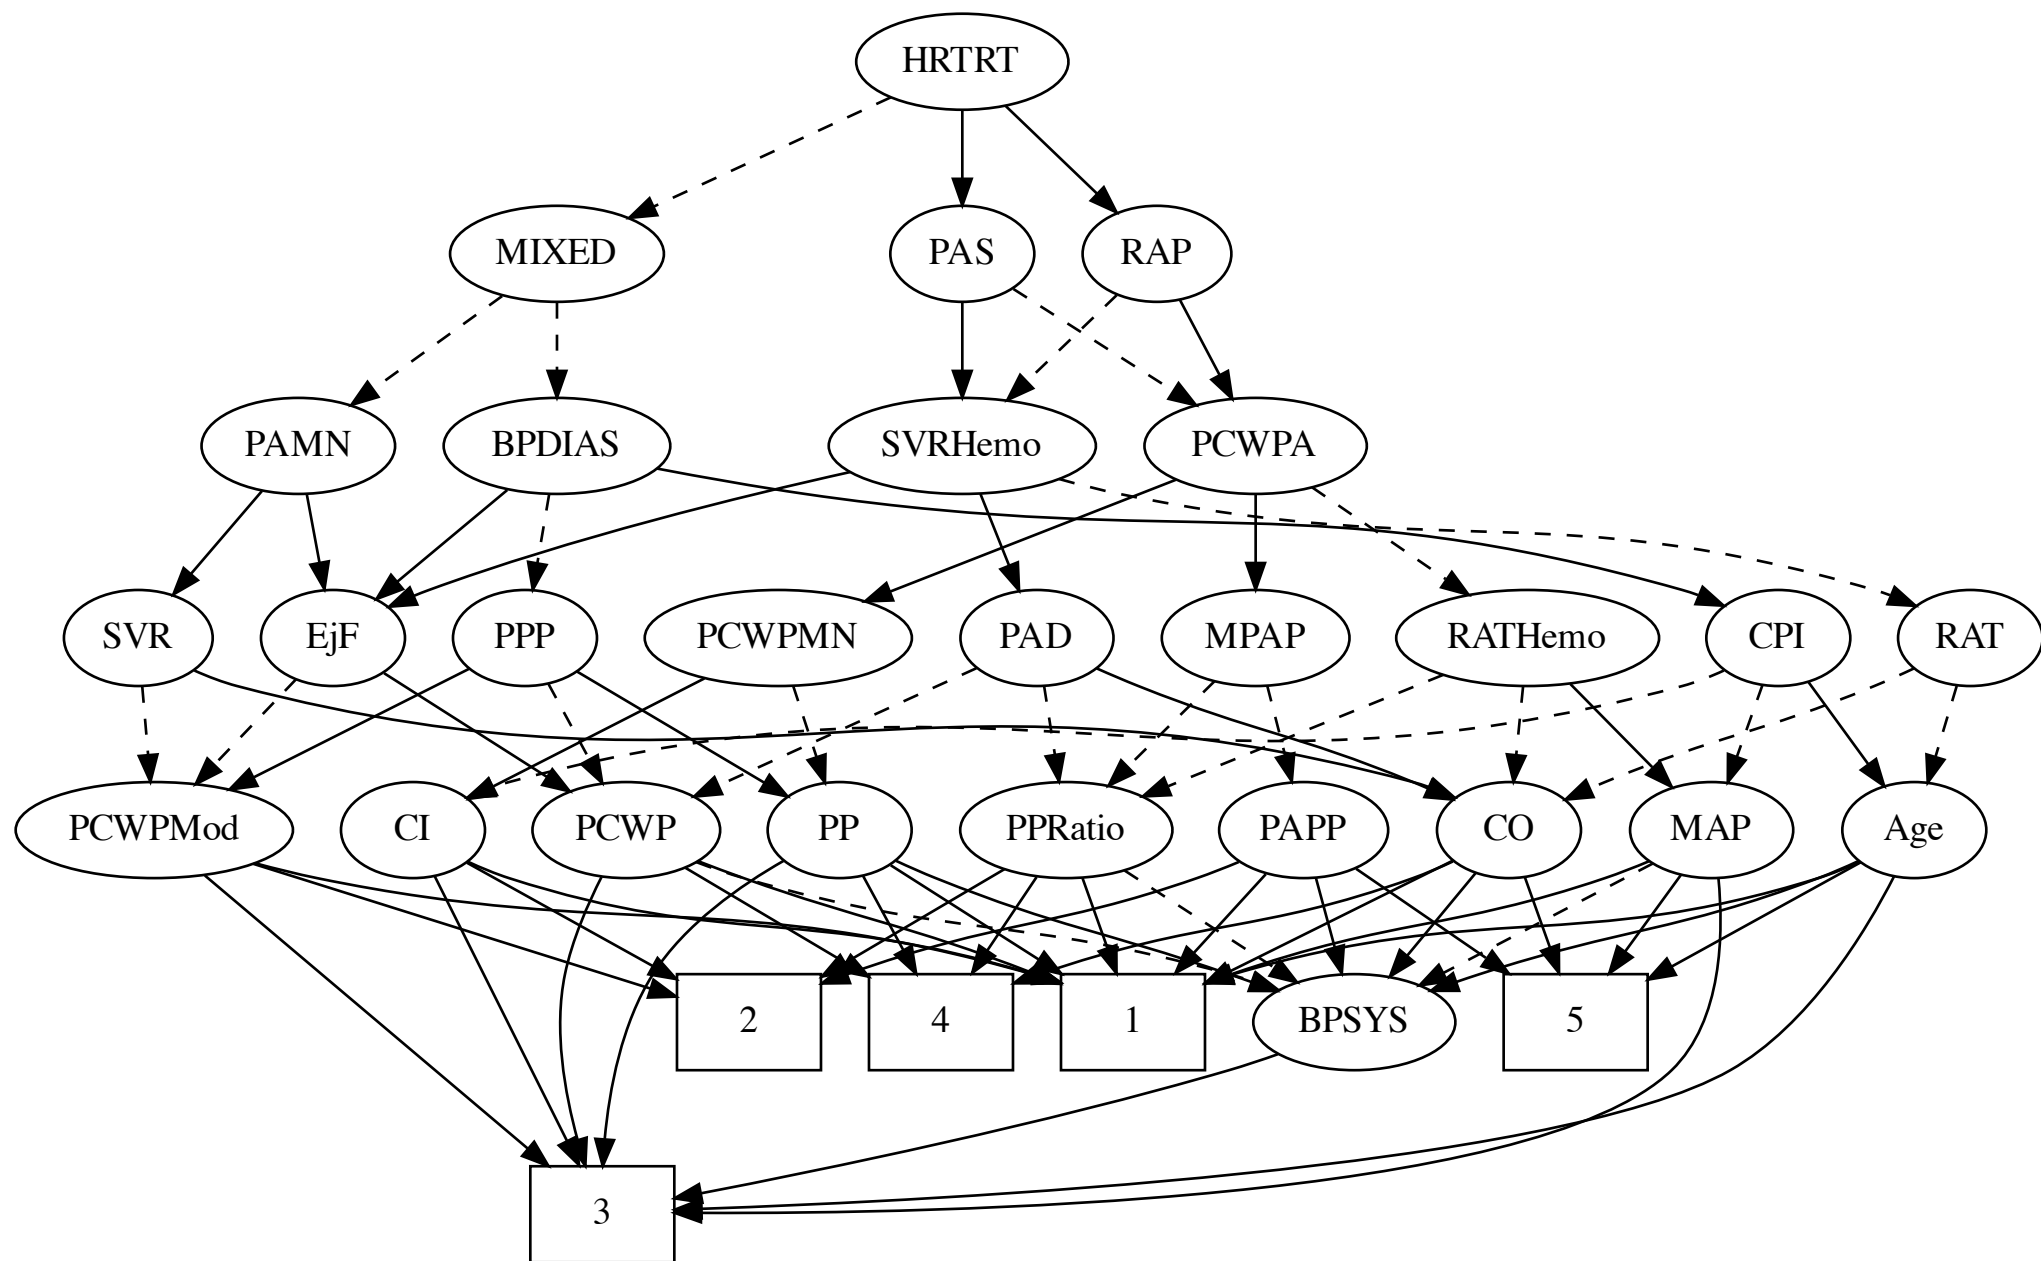 HRTRT
MIXED
PAS
RAP
PAMN
BPDIAS
SVRHemo
PCWPA
SVR
EjF
PPP
PCWPMN
PAD
MPAP
RATHemo
CPI
RAT
PCWPMod
CI
PCWP
PP
PPRatio
PAPP
CO
MAP
Age
2
4
1
BPSYS
5
3